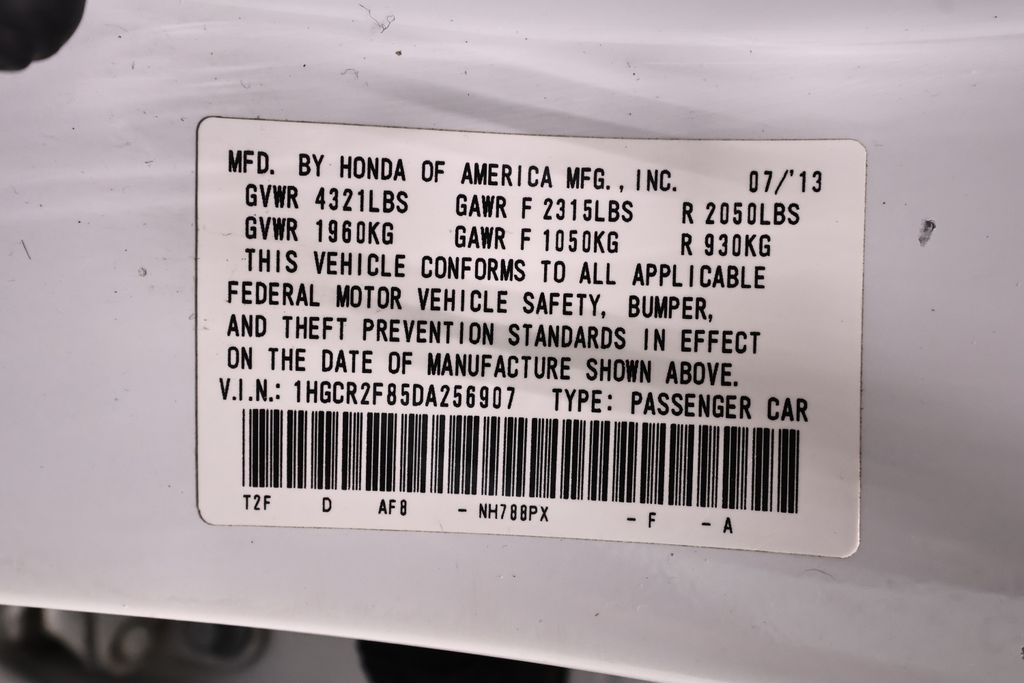 MFD. BY HONDA OF AMERICA MFG., INC. 07/'13
GVWR 4321LBS GAWR F 2315LBS R 2050LBS
GVWR 1960KG GAWR F 1050KG R 930KG
THIS VEHICLE CONFORMS TO ALL APPLICABLE
FEDERAL MOTOR VEHICLE SAFETY, BUMPER,
AND THEFT PREVENTION STANDARDS IN EFFECT
ON THE DATE OF MANUFACTURE SHOWN ABOVE.
V.I.N.: 1HGCR2F85DA256907 TYPE: PASSENGER CAR
T2F D AF8 - NH788PX - F - A